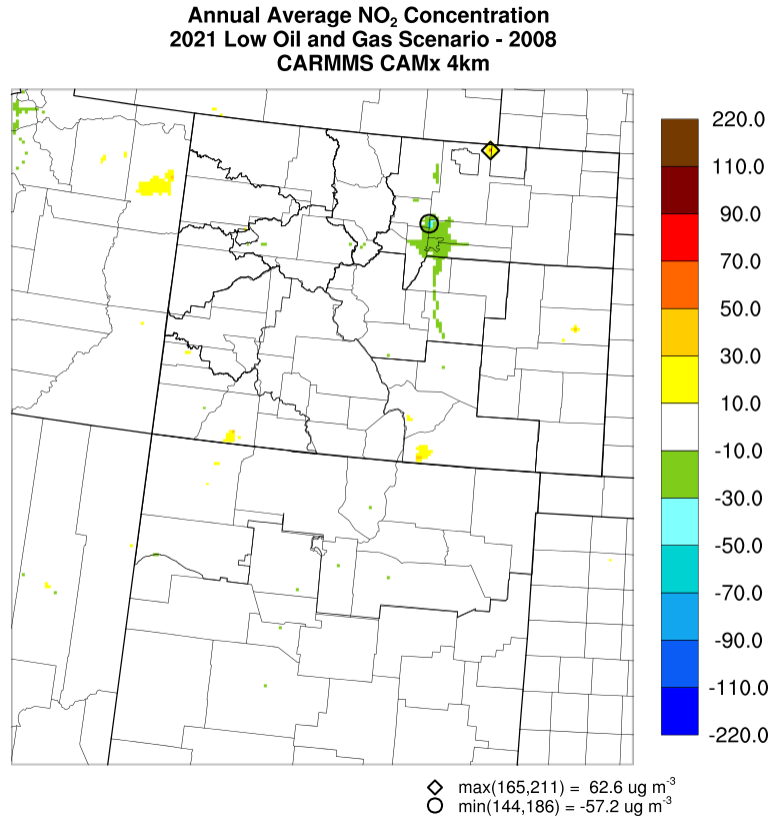 Annual Average NO₂ Concentration
2021 Low Oil and Gas Scenario - 2008
CARMMS CAMx 4km
220.0
110.0
90.0
70.0
50.0
30.0
10.0
-10.0
-30.0
-50.0
-70.0
-90.0
-110.0
-220.0
max(165,211) = 62.6 ug m⁻³
min(144,186) = -57.2 ug m⁻³